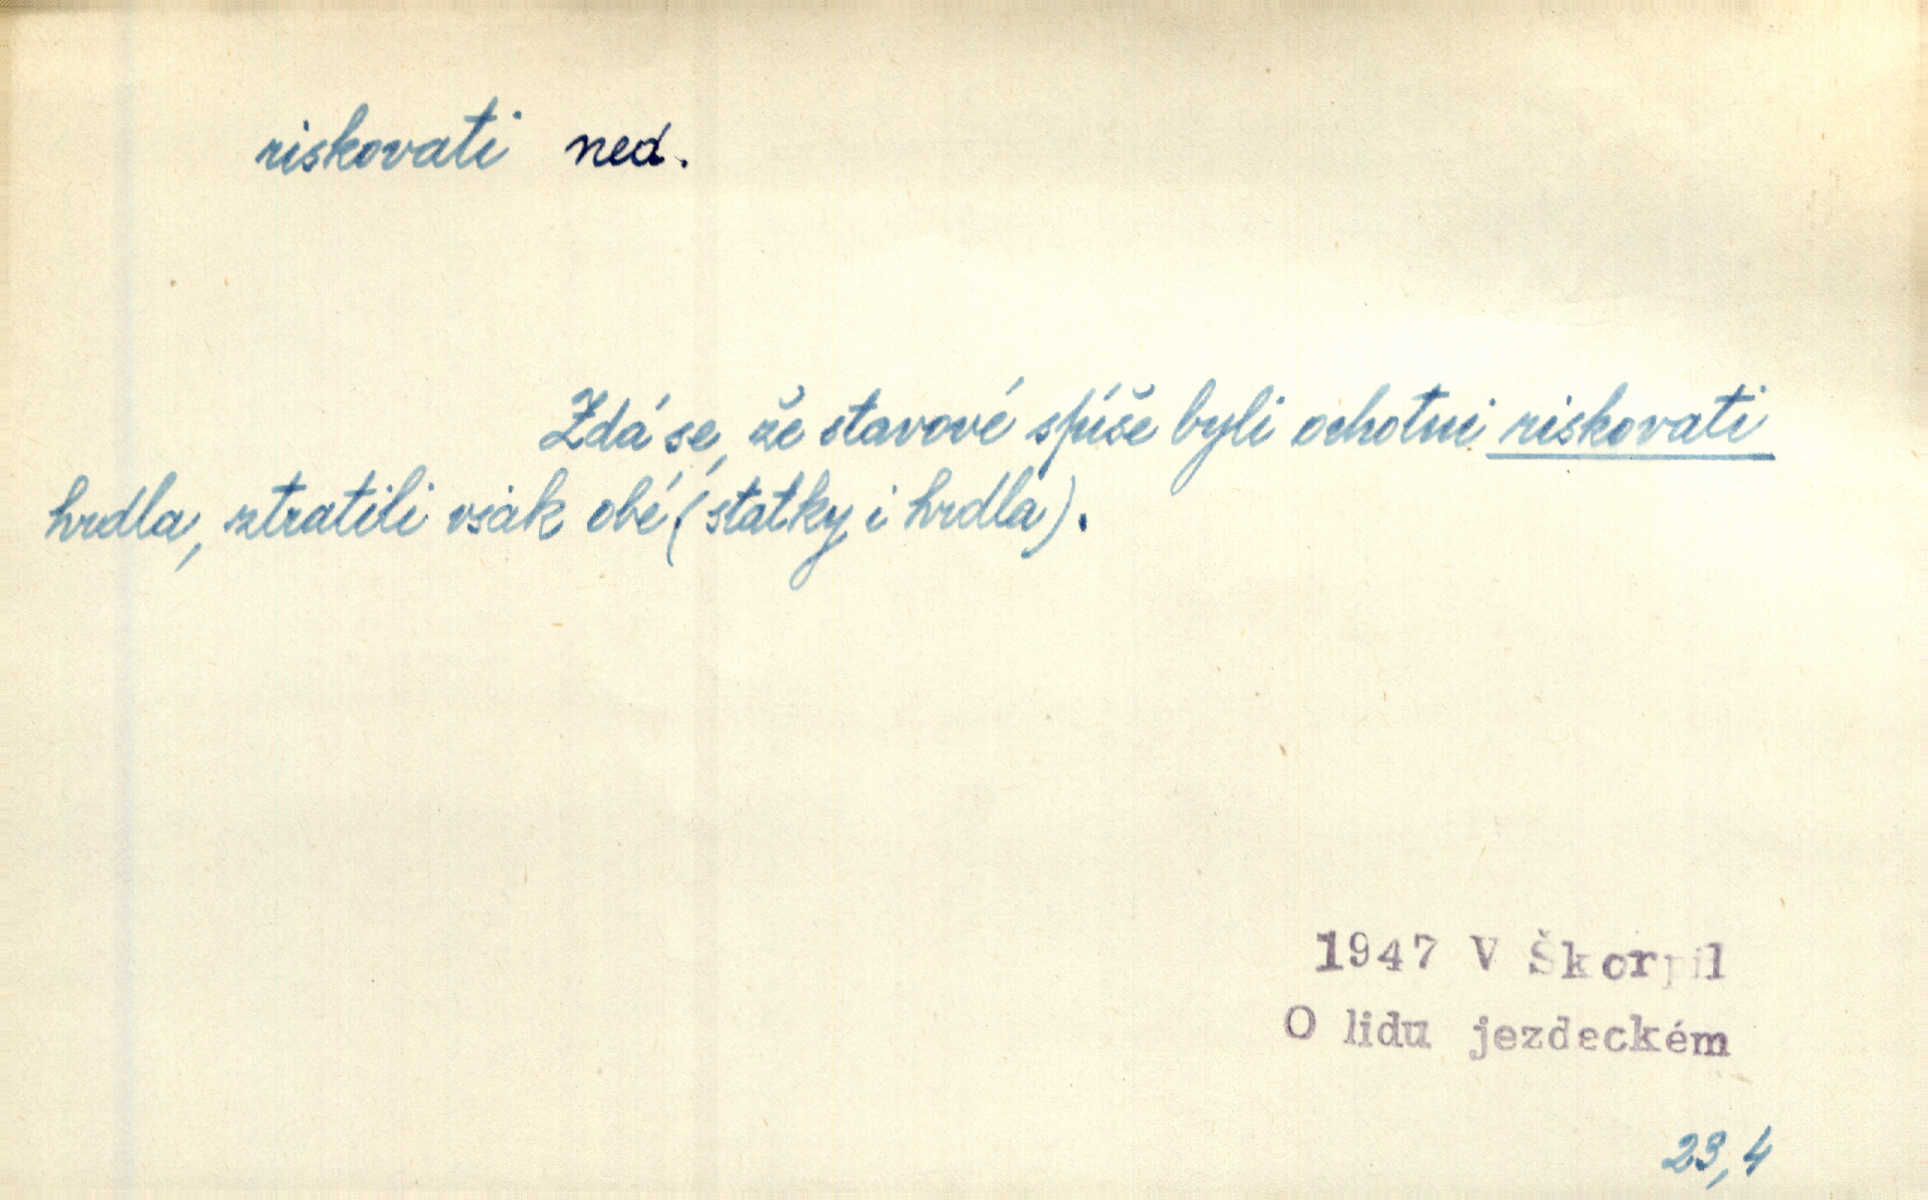 riskovati ned.
Zdá se, že stavové spíše byli ochotni riskovati
hrdla, ztratili však obé (statky i hrdla).
1947 V Škorpil
O lidu jezdeckém
23,4